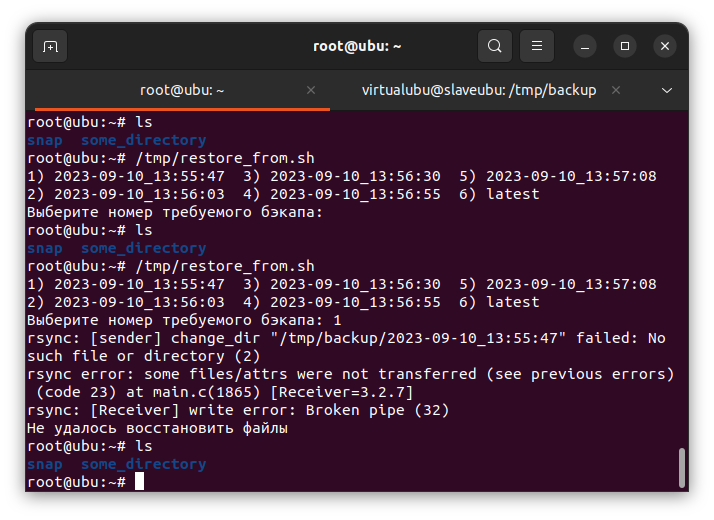 root@ubu: ~
root@ubu: ~ virtualubu@slaveubu: /tmp/backup
root@ubu:~# ls
snap  some_directory
root@ubu:~# /tmp/restore_from.sh
1) 2023-09-10_13:55:47  3) 2023-09-10_13:56:30  5) 2023-09-10_13:57:08
2) 2023-09-10_13:56:03  4) 2023-09-10_13:56:55  6) latest
Выберите номер требуемого бэкапа:
root@ubu:~# ls
snap  some_directory
root@ubu:~# /tmp/restore_from.sh
1) 2023-09-10_13:55:47  3) 2023-09-10_13:56:30  5) 2023-09-10_13:57:08
2) 2023-09-10_13:56:03  4) 2023-09-10_13:56:55  6) latest
Выберите номер требуемого бэкапа: 1
rsync: [sender] change_dir "/tmp/backup/2023-09-10_13:55:47" failed: No
such file or directory (2)
rsync error: some files/attrs were not transferred (see previous errors)
(code 23) at main.c(1865) [Receiver=3.2.7]
rsync: [Receiver] write error: Broken pipe (32)
Не удалось восстановить файлы
root@ubu:~# ls
snap  some_directory
root@ubu:~#